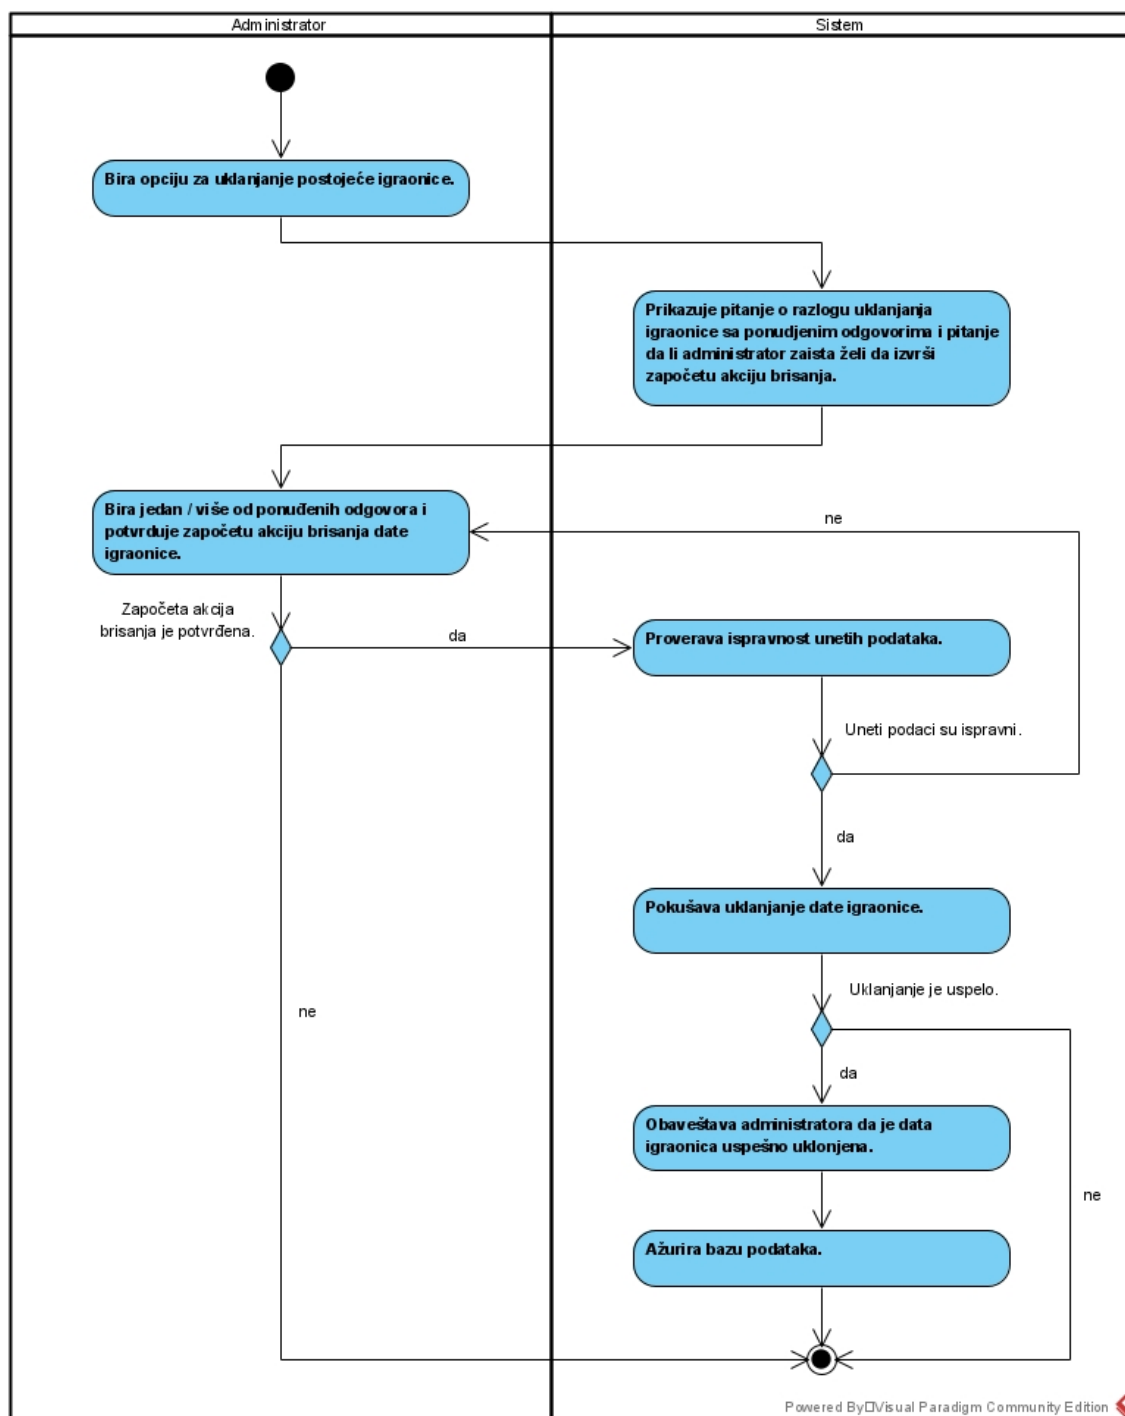 Administrator
Sistem
Bira opciju za uklanjanje postojeće igraonice.
Prikazuje pitanje o razlogu uklanjanja
igraonice sa ponudjenim odgovorima i pitanje
da li administrator zaista želi da izvrši
započetu akciju brisanja.
Bira jedan / više od ponuđenih odgovora i
potvrđuje započetu akciju brisanja date
igraonice.
ne
Započeta akcija
brisanja je potvrđena.
da
Proverava ispravnost unetih podataka.
Uneti podaci su ispravni.
da
Pokušava uklanjanje date igraonice.
Uklanjanje je uspelo.
ne
da
Obaveštava administratora da je data
igraonica uspešno uklonjena.
ne
Ažurira bazu podataka.
Powered By Visual Paradigm Community Edition